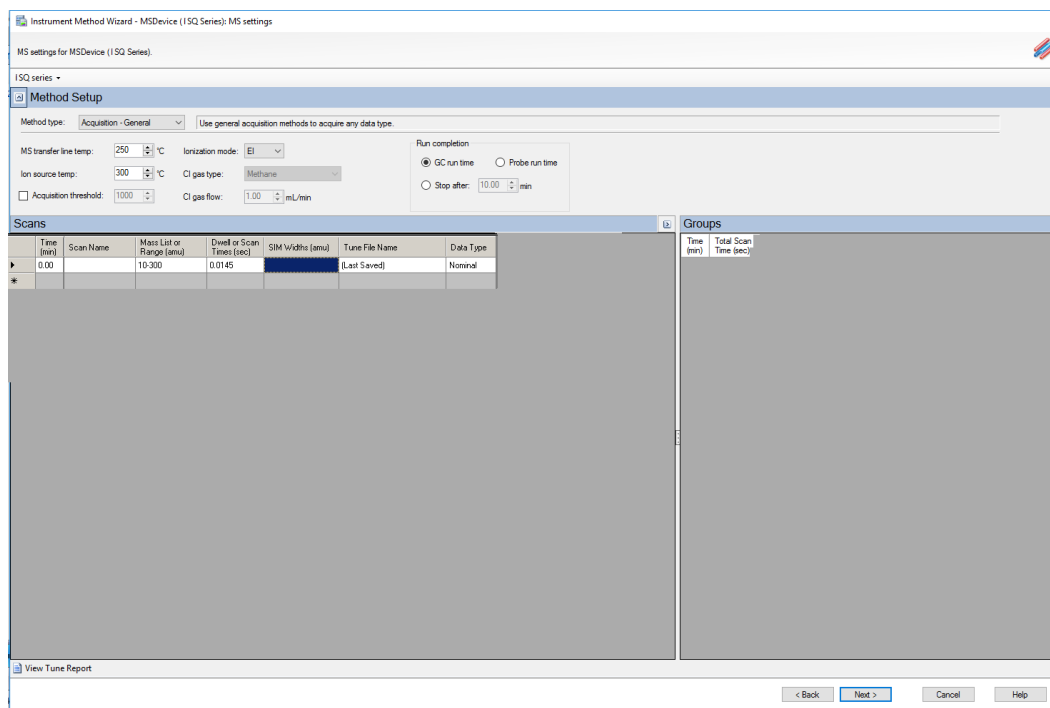 Instrument Method Wizard - MSDevice (ISQ Series): MS settings
MS settings for MSDevice (ISQ Series).
ISQ series
Method Setup
Method type: Acquisition - General Use general acquisition methods to acquire any data type.
MS transfer line temp: 250 °C Ionization mode: EI
Ion source temp: 300 °C CI gas type: Methane
Acquisition threshold: 1000 CI gas flow: 1.00 mL/min
Run completion
GC run time Probe run time
Stop after: 10.00 min
Scans
Time (min) Scan Name Mass List or Range (amu) Dwell or Scan Times (sec) SIM Widths (amu) Tune File Name Data Type
0.00 10-300 0.0145 (Last Saved) Nominal
Groups
Time (min) Total Scan Time (sec)
View Tune Report
< Back Next > Cancel Help